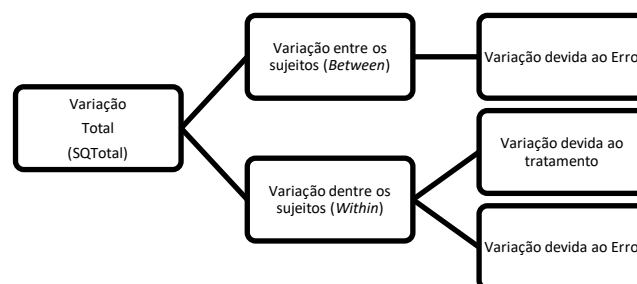 Variação
Total
(SQTotal)
Variação entre os
sujeitos (Between)
Variação devida ao Erro
Variação dentre os
sujeitos (Within)
Variação devida ao
tratamento
Variação devida ao Erro